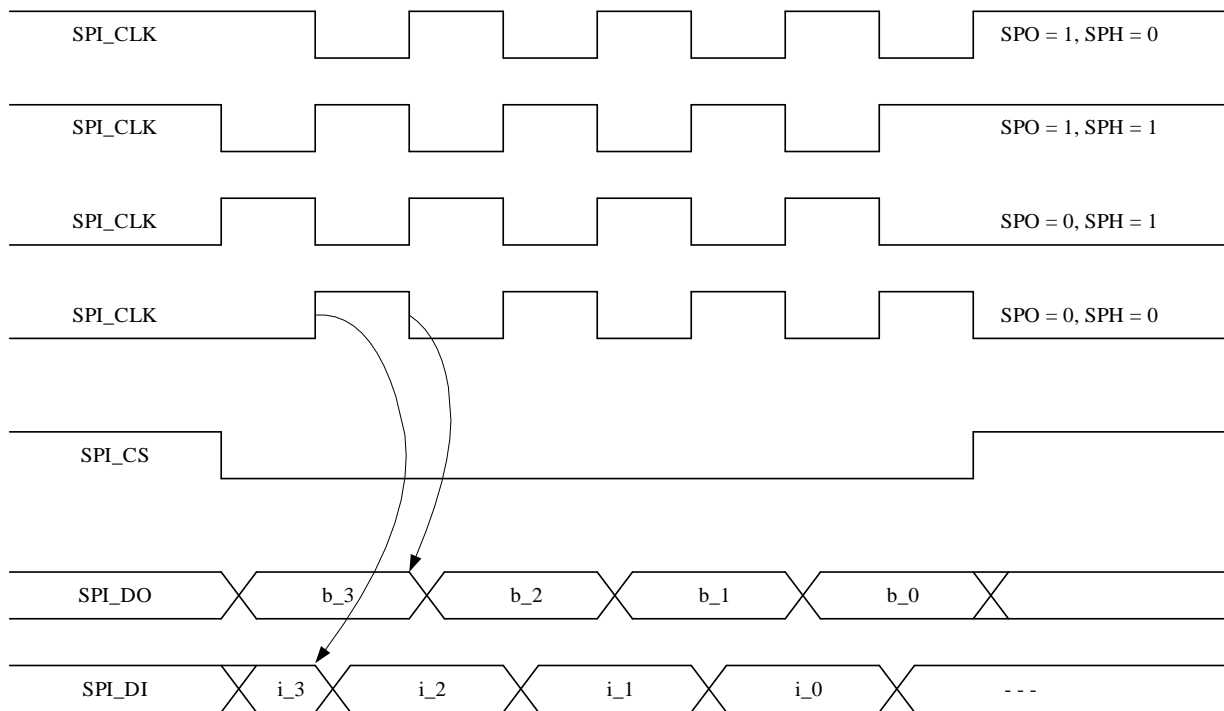 SPI_CLK SPO = 1, SPH = 0
SPI_CLK SPO = 1, SPH = 1
SPI_CLK SPO = 0, SPH = 1
SPI_CLK SPO = 0, SPH = 0
SPI_CS
SPI_DO b_3 b_2 b_1 b_0
SPI_DI i_3 i_2 i_1 i_0 - - -